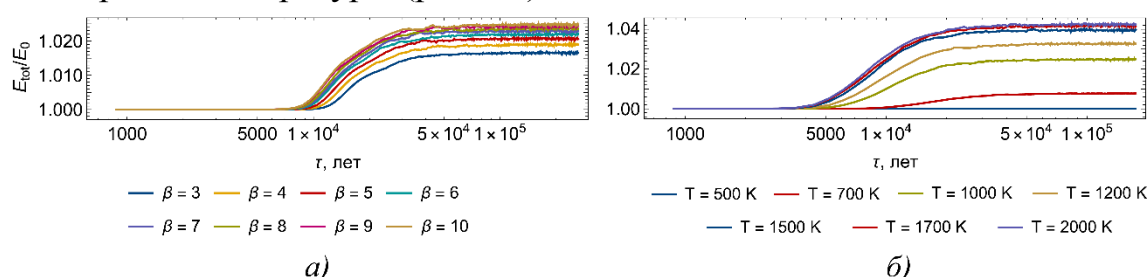 E_tot/E_0
1.020
1.010
1.000
1000 5000 1×10^4 5×10^4 1×10^5
τ, лет
β = 3 β = 4 β = 5 β = 6
β = 7 β = 8 β = 9 β = 10
а)
1.04
1.02
1.00
1000 5000 1×10^4 5×10^4 1×10^5
τ, лет
T = 500 K T = 700 K T = 1000 K T = 1200 K
T = 1500 K T = 1700 K T = 2000 K
б)